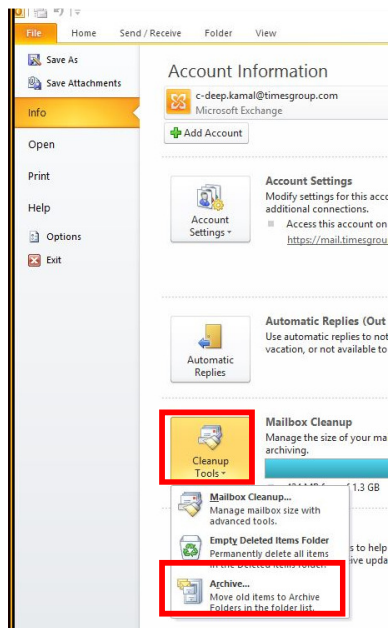 File Home Send / Receive Folder View
Save As
Save Attachments
Info
Open
Print
Help
Options
Exit
Account Information
c-deep.kamal@timesgroup.com
Microsoft Exchange
Add Account
Account
Settings
Account Settings
Modify settings for this acco
additional connections.
Access this account on
https://mail.timesgrou
Automatic
Replies
Automatic Replies (Out
Use automatic replies to not
vacation, or not available to
Cleanup
Tools
Mailbox Cleanup
Manage the size of your ma
archiving.
1.3 GB
Mailbox Cleanup...
Manage mailbox size with
advanced tools.
Empty Deleted Items Folder
Permanently delete all items
in the Deleted Items folder.
s to help
ive upda
Archive...
Move old items to Archive
Folders in the folder list.